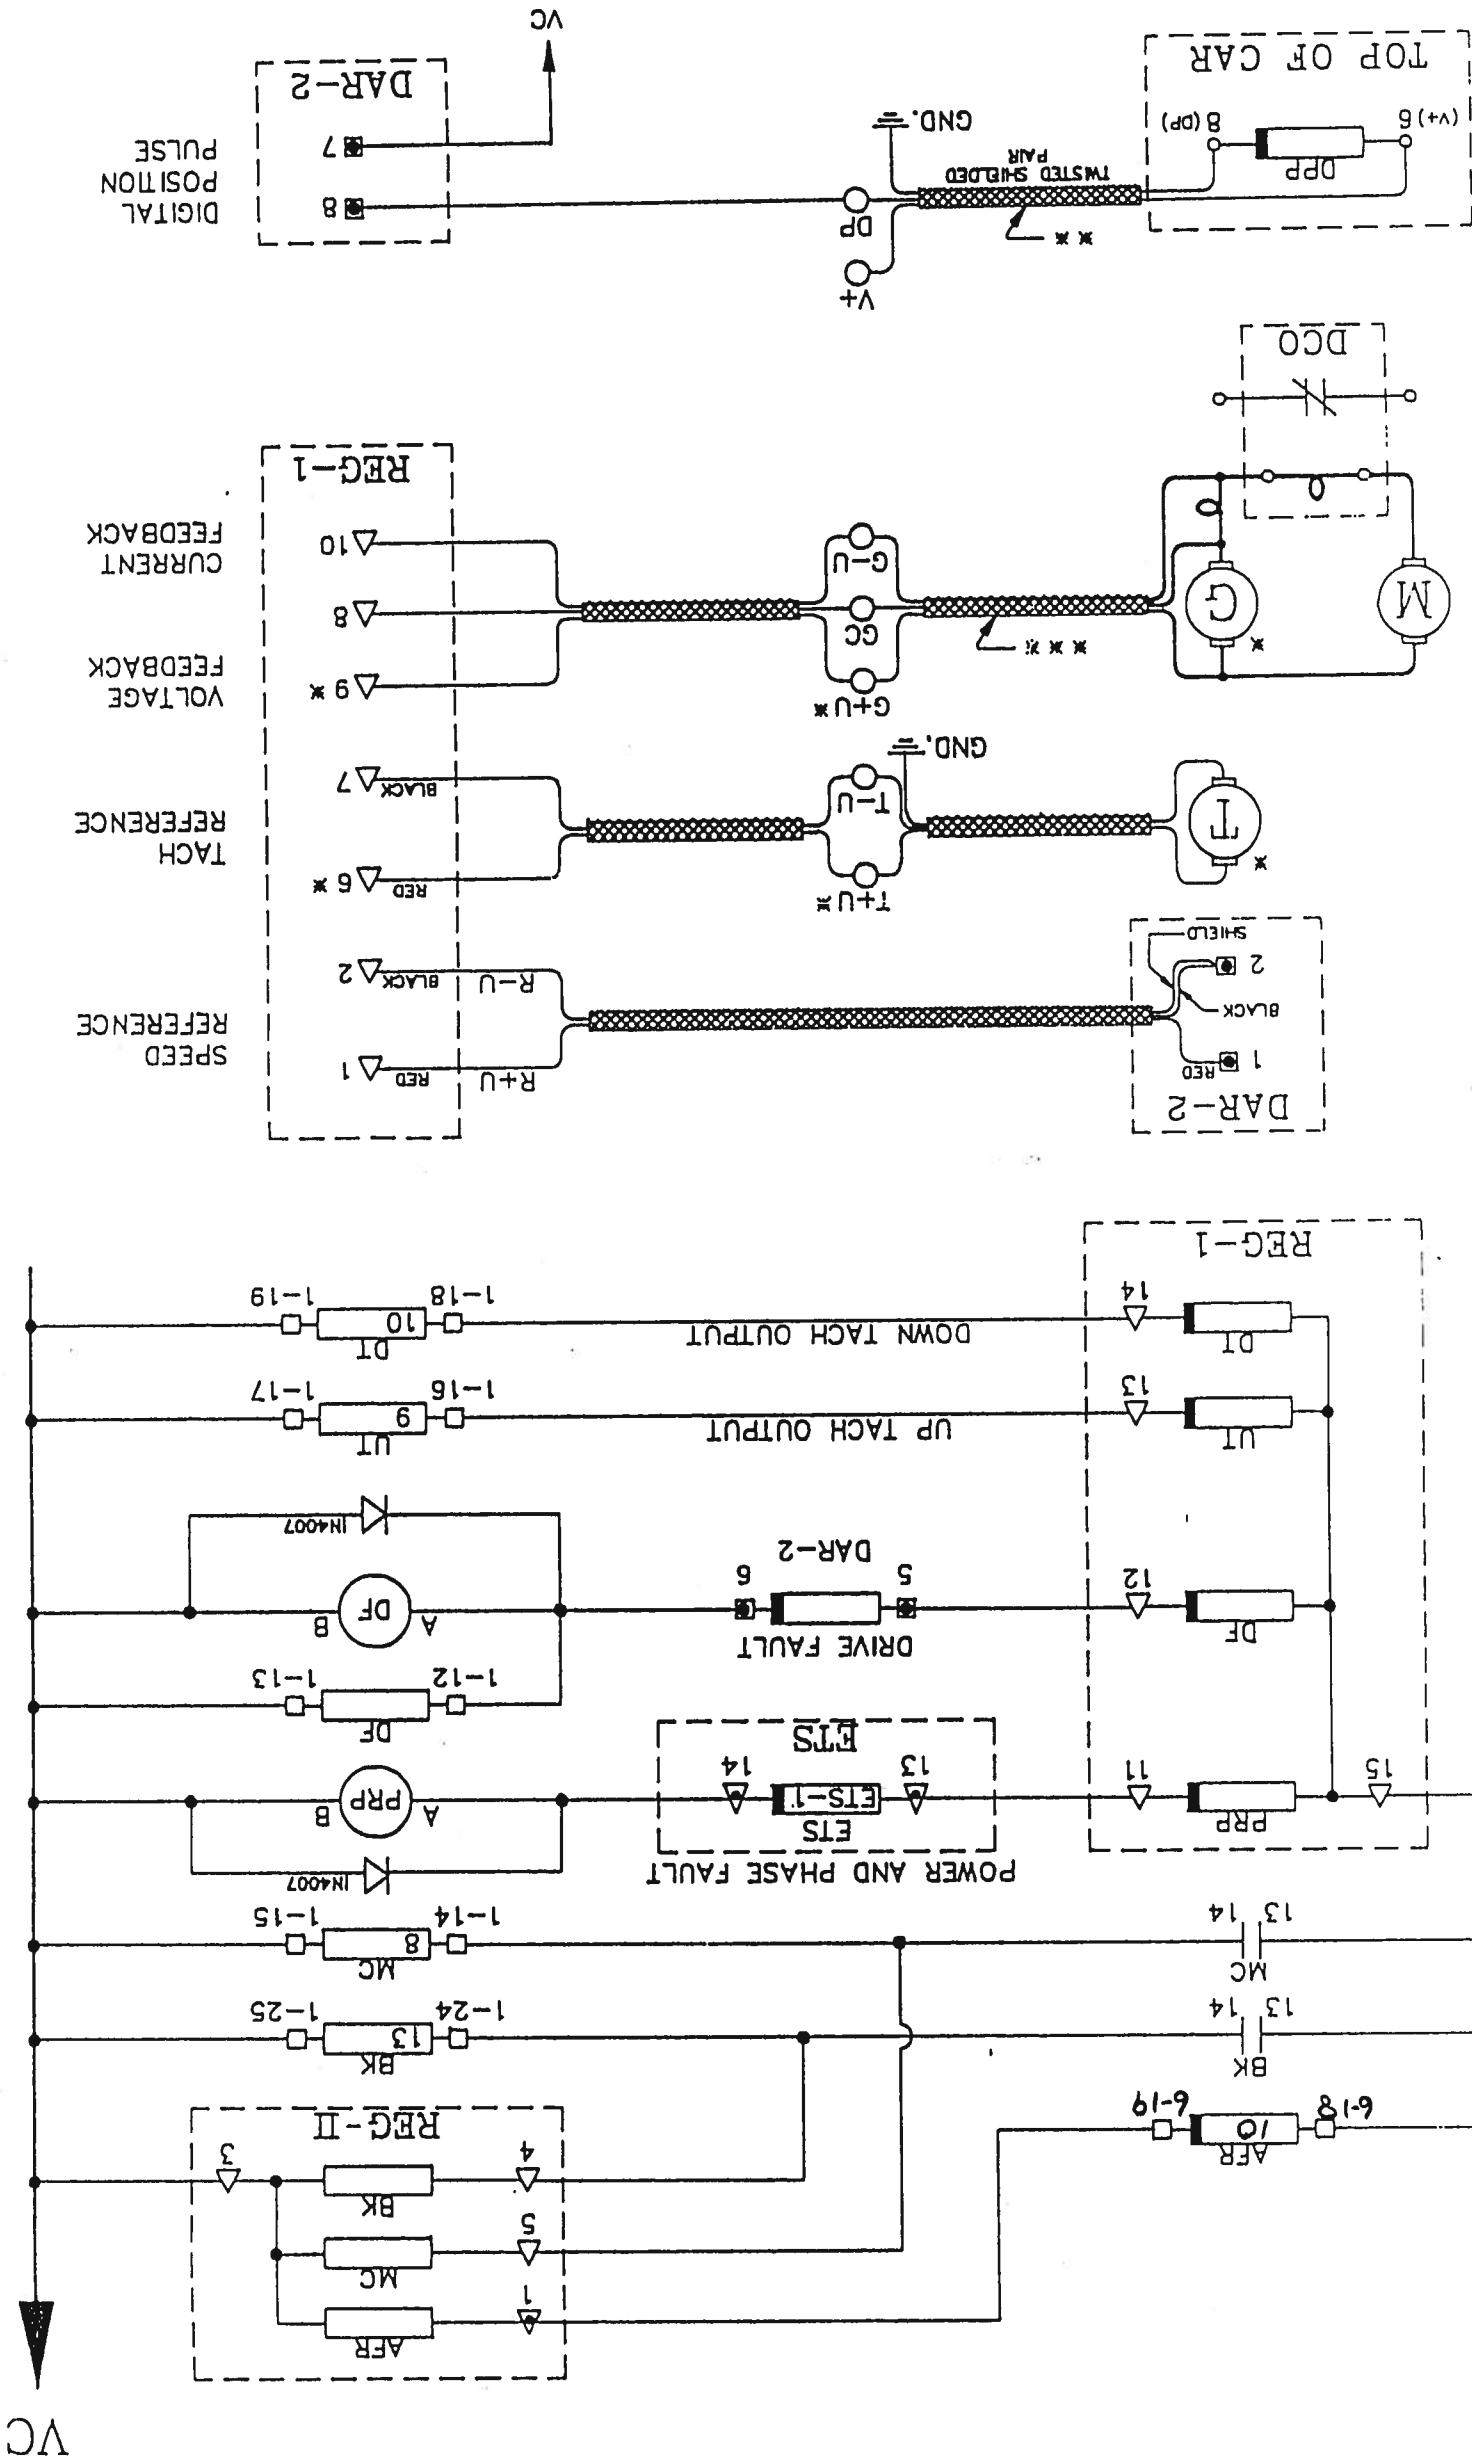 VC
REG-II
AFR
1
MC
5
BK
4
3
6-18
AFR
10
6-19
BK
13 14
1-24
BK
13
1-25
MC
13 14
1-14
MC
8
1-15
POWER AND PHASE FAULT
15
PRP
11
ETS
13
ETS-1
14
ETS
A
PRP
B
1N4007
DF
12
DRIVE FAULT
5
6
DAR-2
1-12
DF
1-13
A
DF
B
1N4007
UT
13
UP TACH OUTPUT
1-16
UT
9
1-17
DT
14
DOWN TACH OUTPUT
1-18
DT
10
1-19
REG-1
DAR-2
1
RED
BLACK
2
SHIELD
R+U
RED
1
SPEED
REFERENCE
R-U
BLACK
2
*
T
T+U*
RED
6 *
TACH
REFERENCE
T-U
BLACK
7
GND.
M
*
G
***
G+U*
9 *
VOLTAGE
FEEDBACK
GC
8
G-U
10
CURRENT
FEEDBACK
REG-1
DCO
V+
**
DP
TWISTED SHIELDED
PAIR
GND.
(V+) 6
DPP
8 (DP)
TOP OF CAR
8
7
DAR-2
DIGITAL
POSITION
PULSE
VC